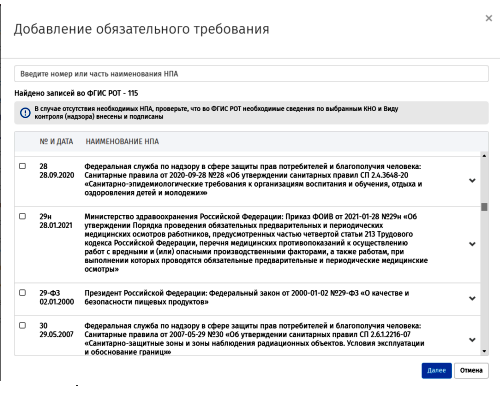 Добавление обязательного требования
×
Введите номер или часть наименования НПА
Найдено записей во ФГИС РОТ - 115
В случае отсутствия необходимых НПА, проверьте, что во ФГИС РОТ необходимые сведения по выбранным КНО и Виду
контроля (надзора) внесены и подписаны
№ И ДАТА НАИМЕНОВАНИЕ НПА
28 Федеральная служба по надзору в сфере защиты прав потребителей и благополучия человека:
28.09.2020 Санитарные правила от 2020-09-28 №28 «Об утверждении санитарных правил СП 2.4.3648-20
«Санитарно-эпидемиологические требования к организациям воспитания и обучения, отдыха и
оздоровления детей и молодежи»»
29н Министерство здравоохранения Российской Федерации: Приказ ФОИВ от 2021-01-28 №29н «Об
28.01.2021 утверждении Порядка проведения обязательных предварительных и периодических
медицинских осмотров работников, предусмотренных частью четвертой статьи 213 Трудового
кодекса Российской Федерации, перечня медицинских противопоказаний к осуществлению
работ с вредными и (или) опасными производственными факторами, а также работам, при
выполнении которых проводятся обязательные предварительные и периодические медицинские
осмотры»
29-ФЗ Президент Российской Федерации: Федеральный закон от 2000-01-02 №29-ФЗ «О качестве и
02.01.2000 безопасности пищевых продуктов»
30 Федеральная служба по надзору в сфере защиты прав потребителей и благополучия человека:
29.05.2007 Санитарные правила от 2007-05-29 №30 «Об утверждении санитарных правил СП 2.6.1.2216-07
«Санитарно-защитные зоны и зоны наблюдения радиационных объектов. Условия эксплуатации
и обоснование границ»»
Далее Отмена